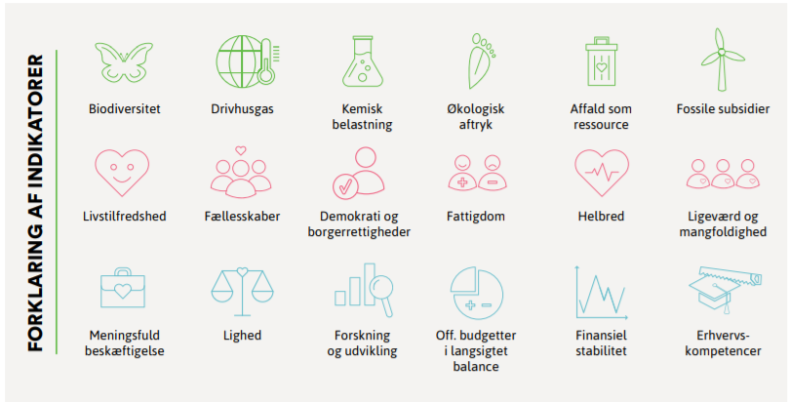 FORKLARING AF INDIKATORER
Biodiversitet
Drivhusgas
Kemisk
belastning
Økologisk
aftryk
Affald som
ressource
Fossile subsidier
Livstilfredshed
Fællesskaber
Demokrati og
borgerrettigheder
Fattigdom
Helbred
Ligeværd og
mangfoldighed
Meningsfuld
beskæftigelse
Lighed
Forskning
og udvikling
Off. budgetter
i langsigtet
balance
Finansiel
stabilitet
Erhvervs-
kompetencer